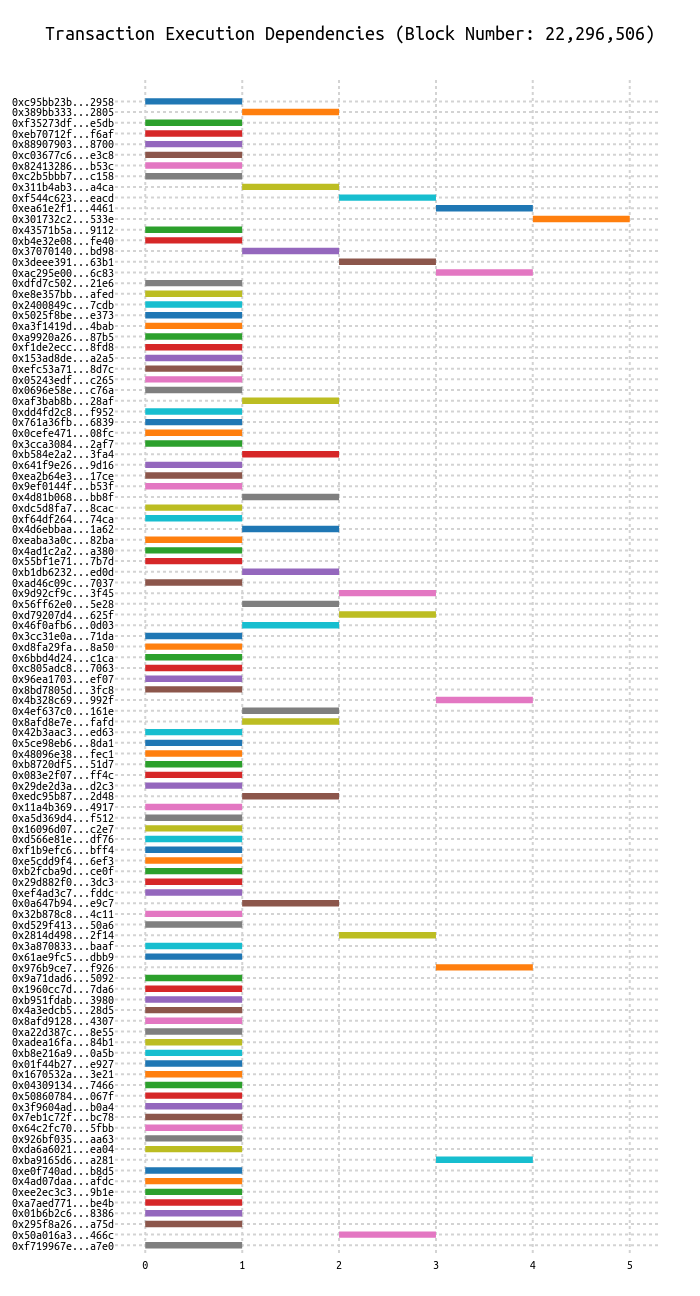 Transaction Execution Dependencies (Block Number: 22,296,506)
0xc95bb23b...2958
0x389bb333...2805
0xf35273df...e5db
0xeb70712f...f6af
0x88907903...8700
0xc03677c6...e3c8
0x82413286...b53c
0xc2b5bbb7...c158
0x311b4ab3...a4ca
0xf544c623...eacd
0xea61e2f1...4461
0x301732c2...533e
0x43571b5a...9112
0xb4e32e08...fe40
0x37070140...bd98
0x3deee391...63b1
0xac295e00...6c83
0xdfd7c502...21e6
0xe8e357bb...afed
0x2400849c...7cdb
0x5025f8be...e373
0xa3f1419d...4bab
0xa9920a26...87b5
0xf1de2ecc...8fd8
0x153ad8de...a2a5
0xefc53a71...8d7c
0x05243edf...c265
0x0696e58e...c76a
0xaf3bab8b...28af
0xdd4fd2c8...f952
0x761a36fb...6839
0x0cefe471...08fc
0x3cca3084...2af7
0xb584e2a2...3fa4
0x641f9e26...9d16
0xea2b64e3...17ce
0x9ef0144f...b53f
0x4d81b068...bb8f
0xdc5d8fa7...8cac
0xf64df264...74ca
0x4d6ebbaa...1a62
0xeaba3a0c...82ba
0x4ad1c2a2...a380
0x55bf1e71...7b7d
0xb1db6232...ed0d
0xad46c09c...7037
0x9d92cf9c...3f45
0x56ff62e0...5e28
0xd79207d4...625f
0x46f0afb6...0d03
0x3cc31e0a...71da
0xd8fa29fa...8a50
0x6bbd4d24...c1ca
0xc805adc8...7063
0x96ea1703...ef07
0x8bd7805d...3fc8
0x4b328c69...992f
0x4ef637c0...161e
0x8afd8e7e...fafd
0x42b3aac3...ed63
0x5ce98eb6...8da1
0x48096e38...fec1
0xb8720df5...51d7
0x083e2f07...ff4c
0x29de2d3a...d2c3
0xedc95b87...2d48
0x11a4b369...4917
0xa5d369d4...f512
0x16096d07...c2e7
0xd566e81e...df76
0xf1b9efc6...bff4
0xe5cdd9f4...6ef3
0xb2fcba9d...ce0f
0x29d882f0...3dc3
0xef4ad3c7...fddc
0x0a647b94...e9c7
0x32b878c8...4c11
0xd529f413...50a6
0x2814d498...2f14
0x3a870833...baaf
0x61ae9fc5...dbb9
0x976b9ce7...f926
0x9a71dad6...5092
0x1960cc7d...7da6
0xb951fdab...3980
0x4a3edcb5...28d5
0x8afd9128...4307
0xa22d387c...8e55
0xadea16fa...84b1
0xb8e216a9...0a5b
0x01f44b27...e927
0x1670532a...3e21
0x04309134...7466
0x50860784...067f
0x3f9604ad...b0a4
0x7eb1c72f...bc78
0x64c2fc70...5fbb
0x926bf035...aa63
0xda6a6021...ea04
0xba9165d6...a281
0xe0f740ad...b8d5
0x4ad07daa...afdc
0xee2ec3c3...9b1e
0xa7aed771...be4b
0x01b6b2c6...8386
0x295f8a26...a75d
0x50a016a3...466c
0xf719967e...a7e0
0 1 2 3 4 5